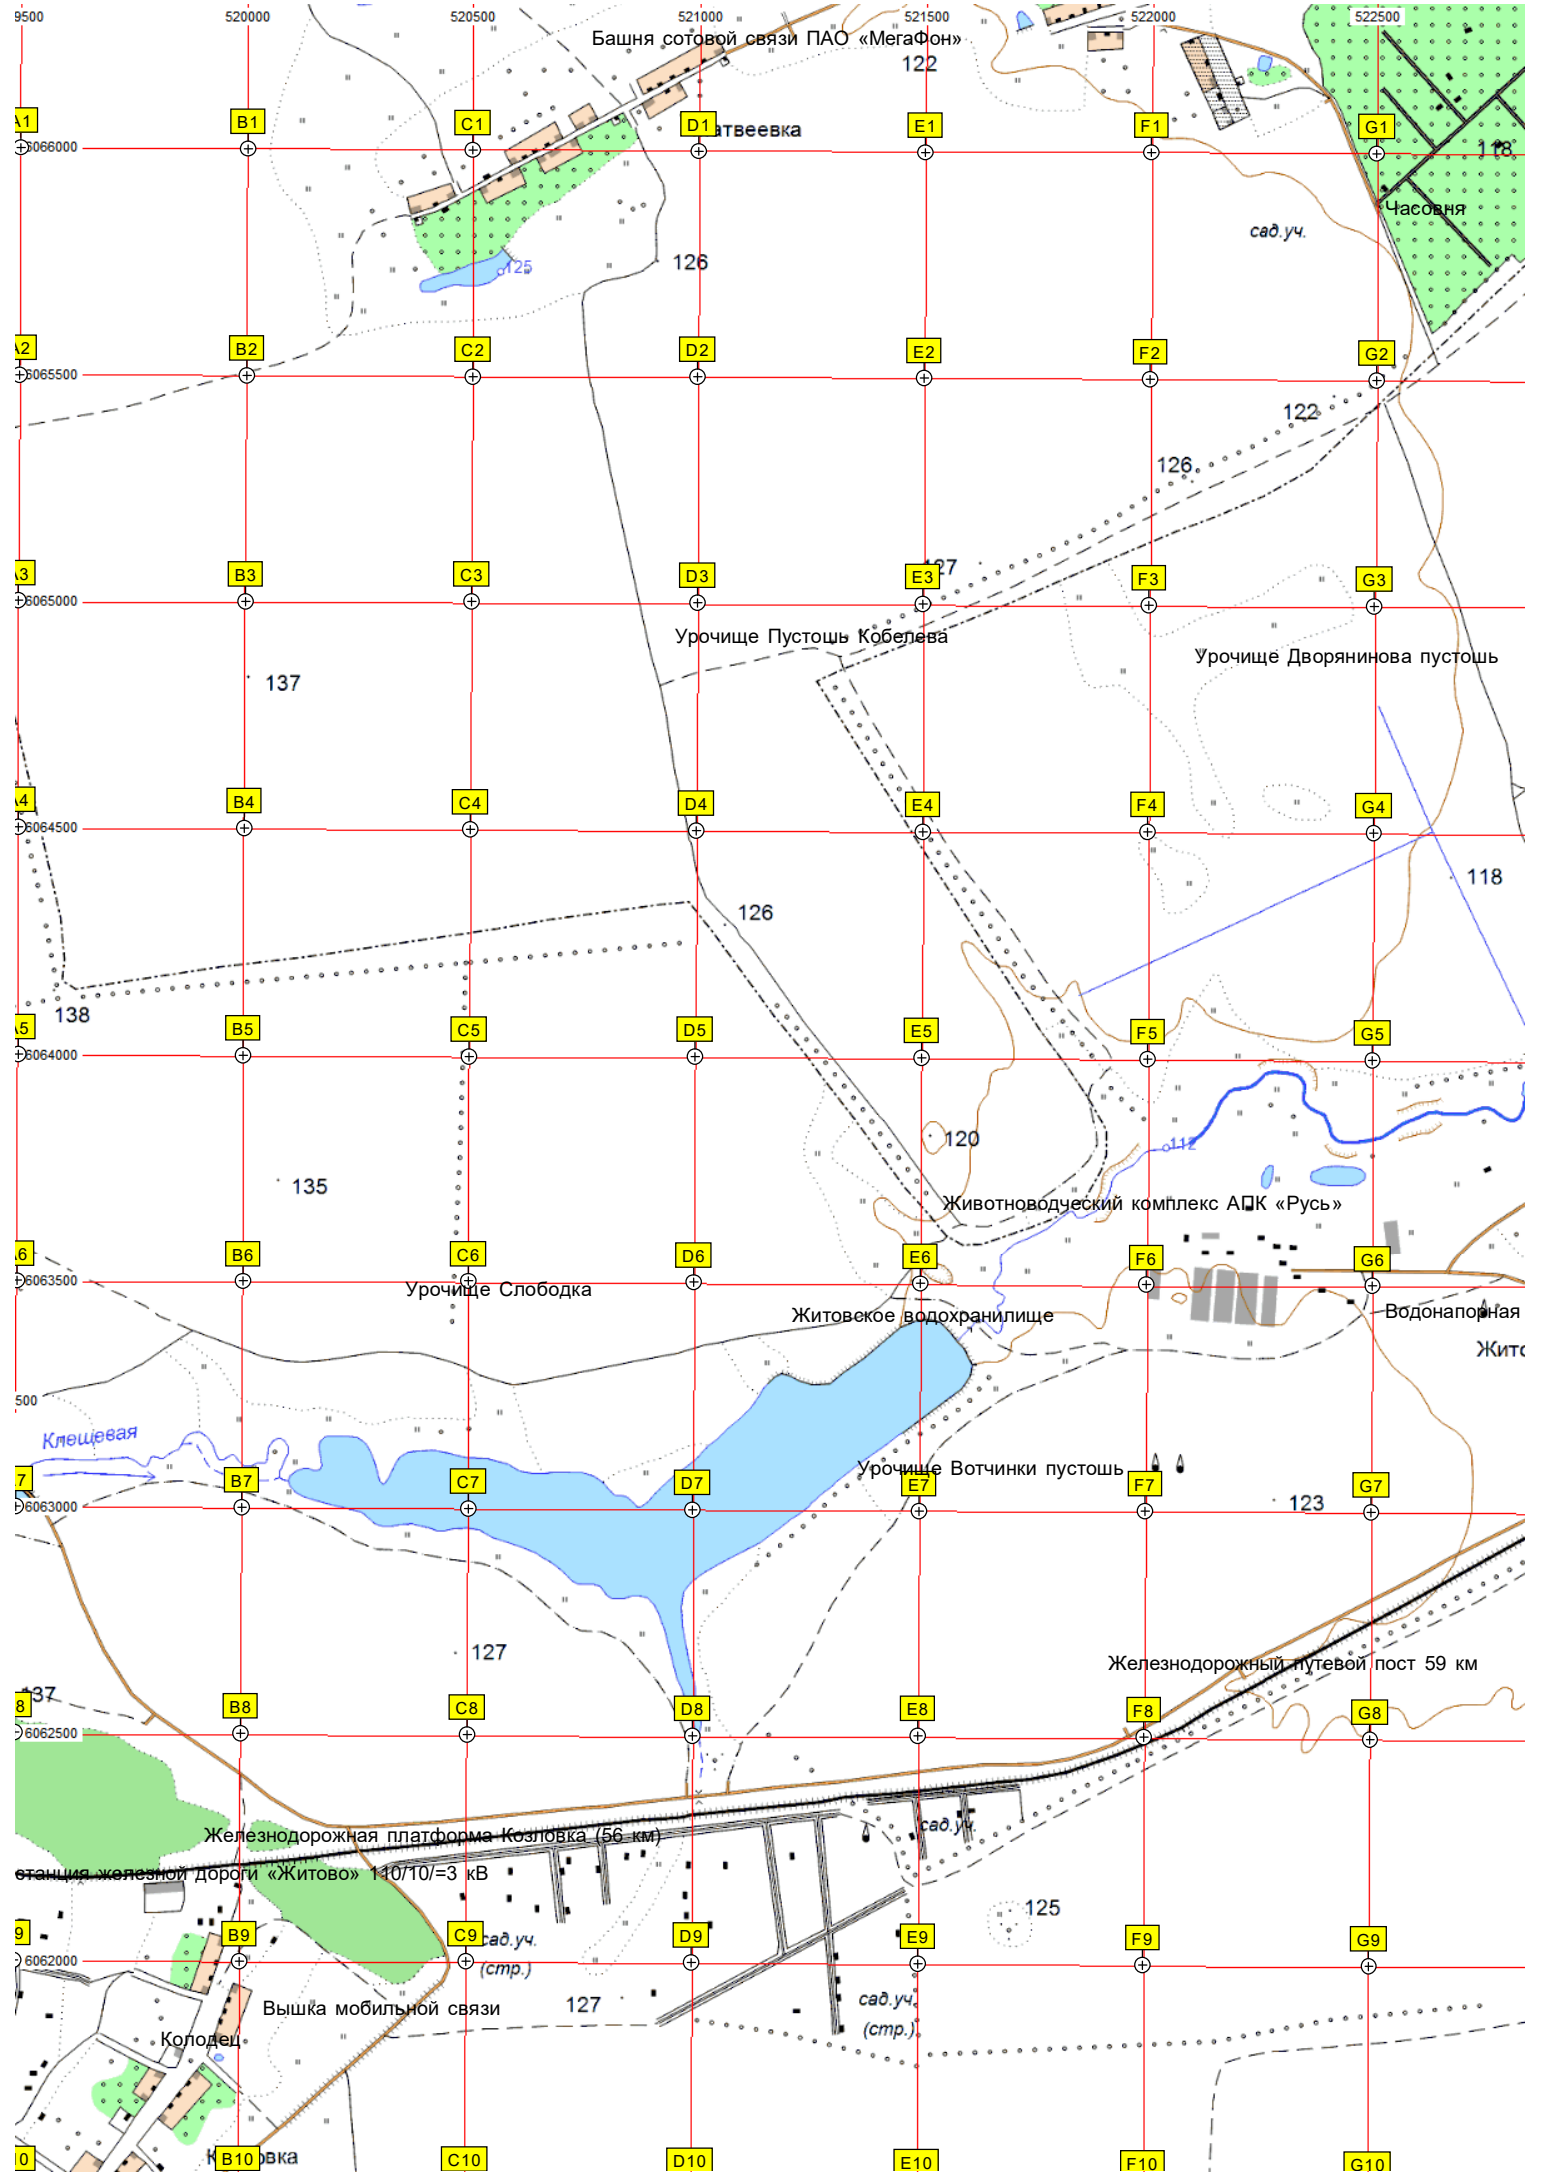 9500 520000 520500 521000 521500 522000 522500
Башня сотовой связи ПАО «МегаФон»
122
A1 B1 C1 D1 E1 F1 G1
атвеевка
6066000
118
Часовня
сад.уч.
126
125
A2 B2 C2 D2 E2 F2 G2
6065500
122
126
127
A3 B3 C3 D3 E3 F3 G3
6065000
Урочище Пустошь Кобелева
Урочище Дворянинова пустошь
137
A4 B4 C4 D4 E4 F4 G4
6064500
118
126
138
A5 B5 C5 D5 E5 F5 G5
6064000
120
112
135
Животноводческий комплекс АПК «Русь»
A6 B6 C6 D6 E6 F6 G6
6063500
Урочище Слободка
Житовское водохранилище
Водонапорная
Жито
500
Клещевая
Урочище Вотчинки пустошь
7 B7 C7 D7 E7 F7 G7
6063000
123
127
Железнодорожный путевой пост 59 км
137
8 B8 C8 D8 E8 F8 G8
6062500
сад.уч.
Железнодорожная платформа Козловка (56 км)
станция железной дороги «Житово» 110/10/=3 кВ
125
9 B9 C9 D9 E9 F9 G9
сад.уч.
(стр.)
6062000
127
сад.уч.
(стр.)
Вышка мобильной связи
Колодец
К овка
10 B10 C10 D10 E10 F10 G10